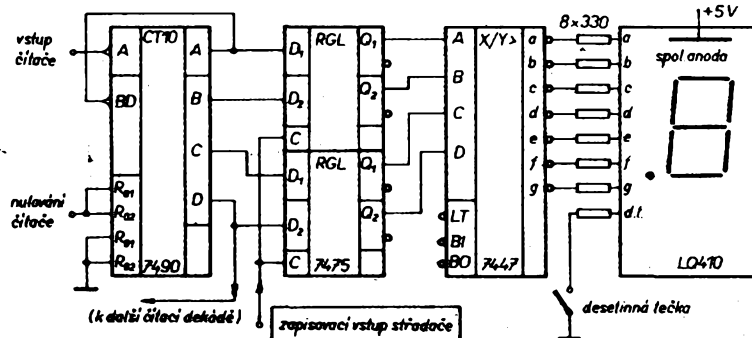 vstup
čítače
nulování
čítače
A
BD
R01
R02
R91
R92
CT10
A
B
C
D
7490
(k další čítací dekádě)
D1
D2
C
D1
D2
C
RGL
RGL
7475
Q1
Q2
Q1
Q2
zapisovací vstup střadače
A
B
C
D
LT
BI
BO
X/Y>
7447
a
b
c
d
e
f
g
8×330
+5V
spol. anoda
a
b
c
d
e
f
g
d.t.
LQ410
desetinná tečka